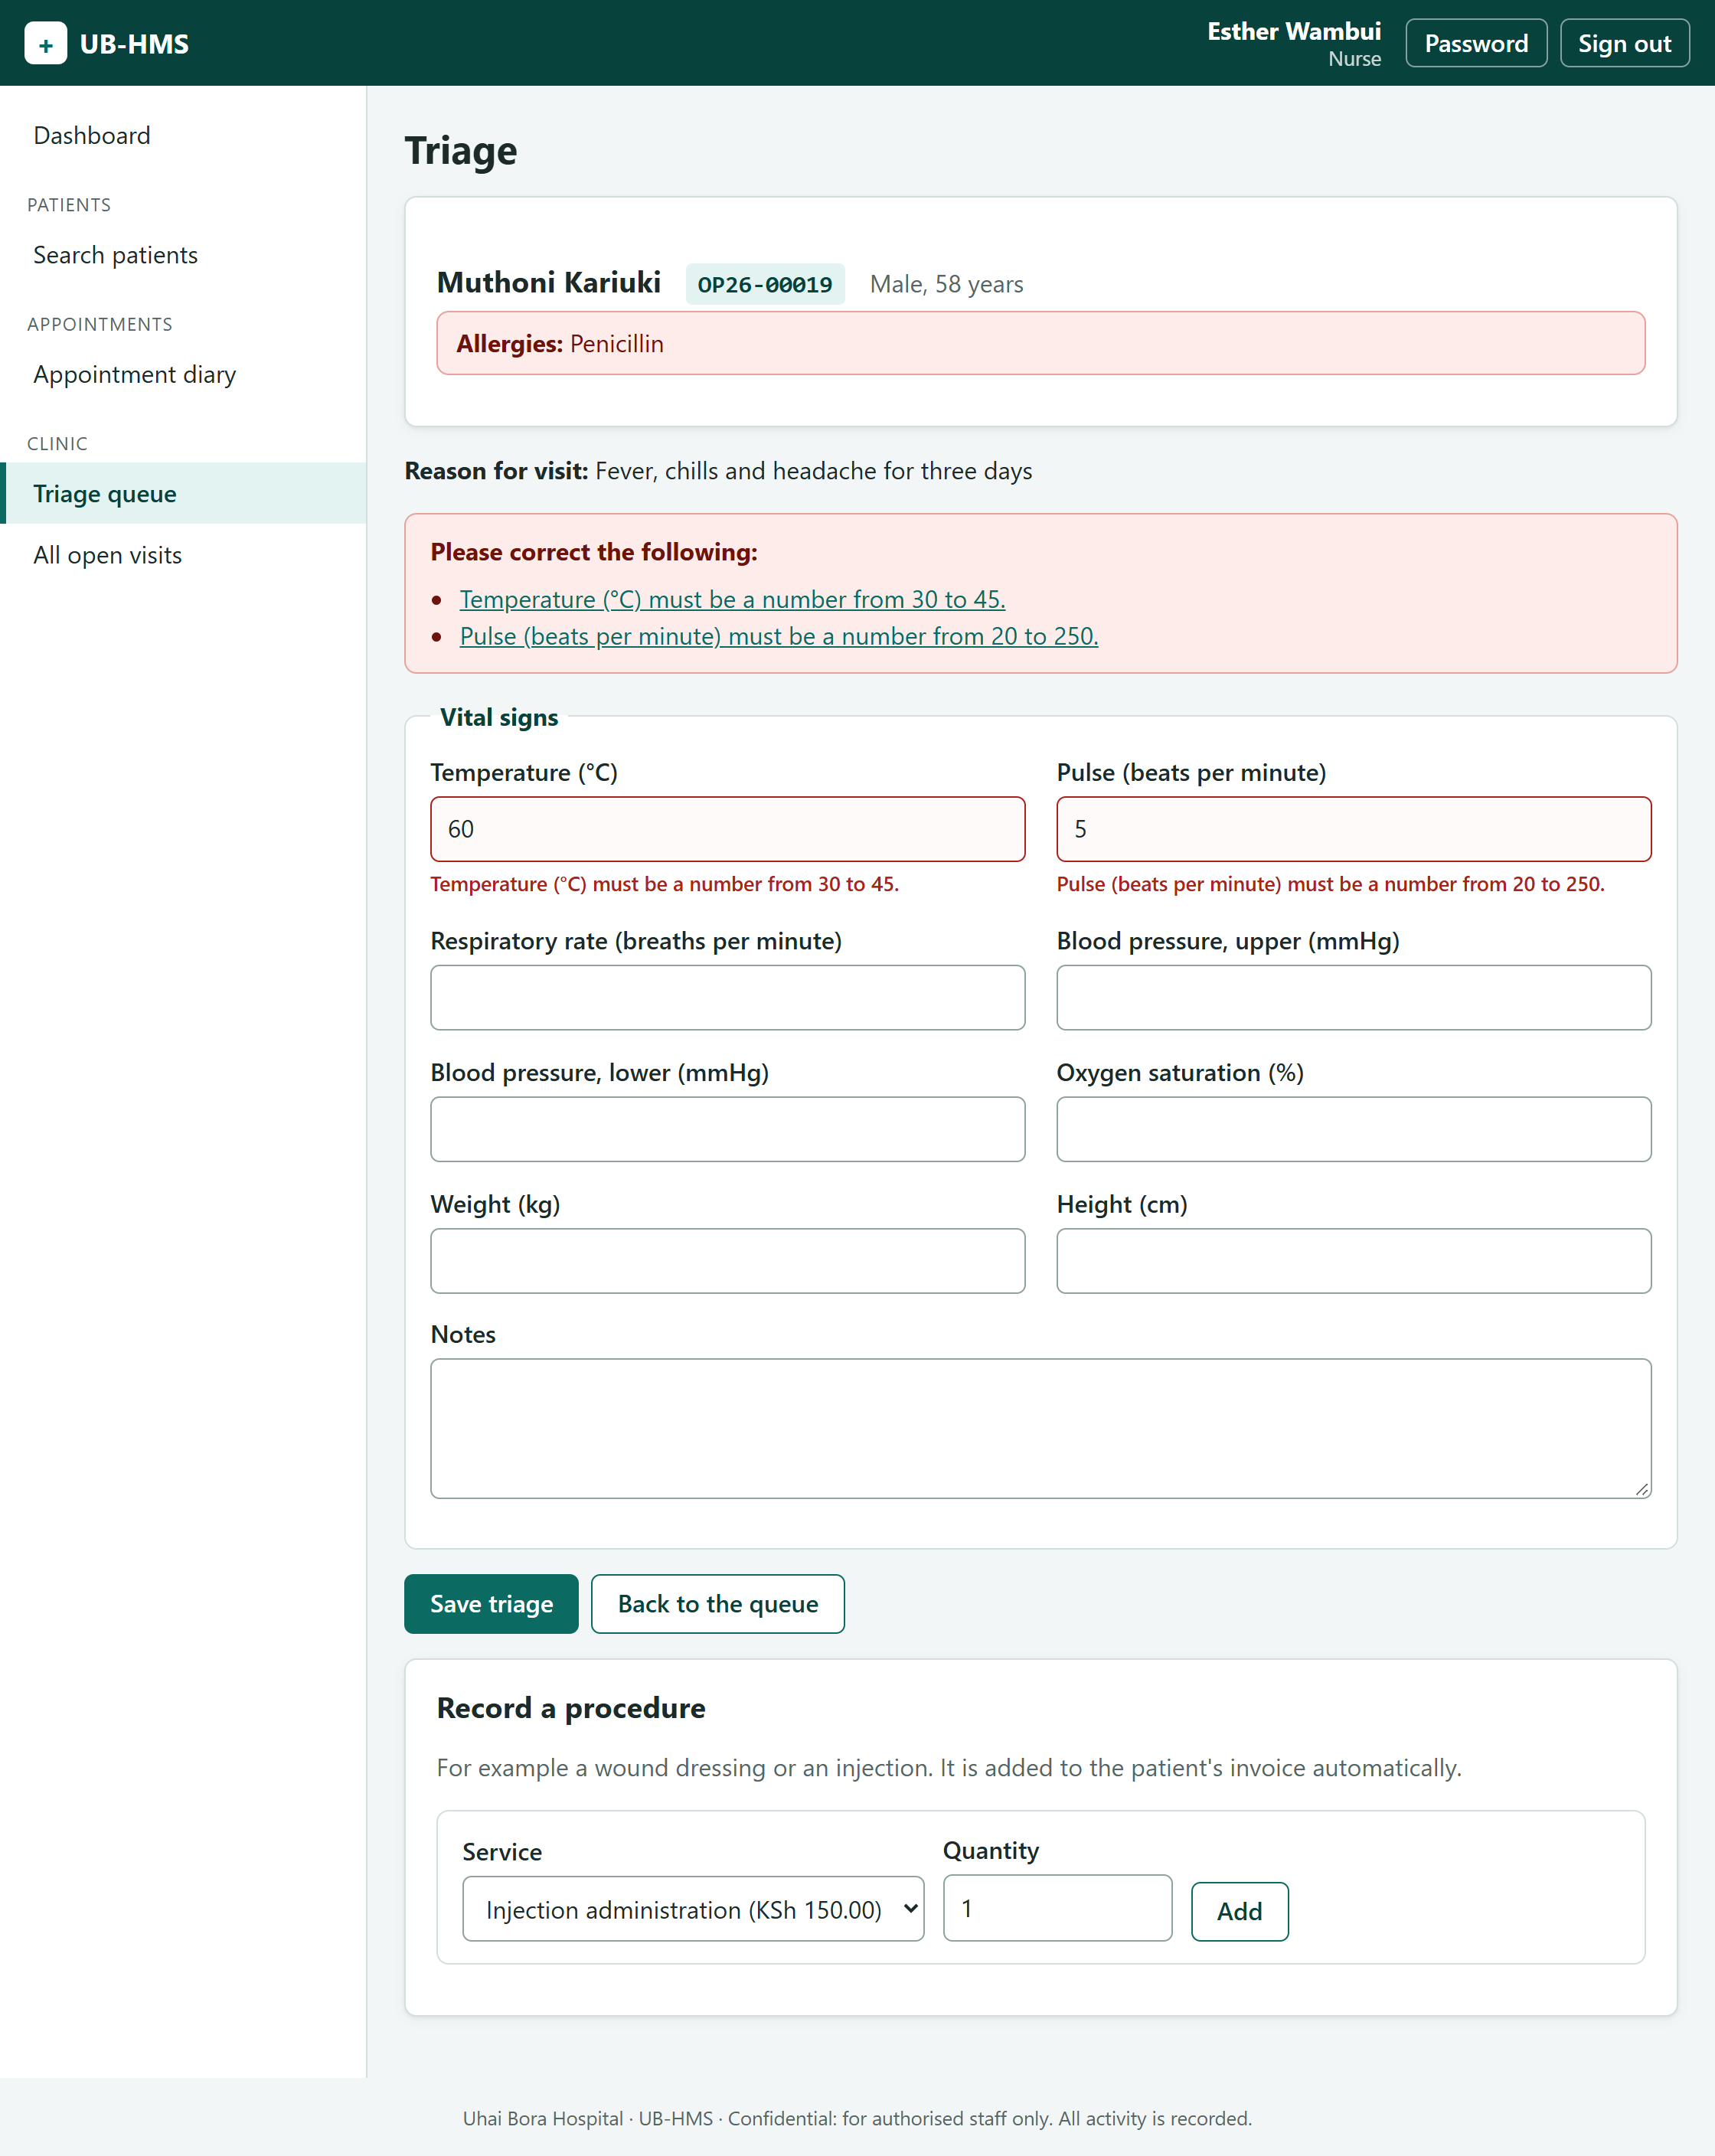 + UB-HMS
Esther Wambui
Nurse
Password
Sign out
Dashboard
PATIENTS
Search patients
APPOINTMENTS
Appointment diary
CLINIC
Triage queue
All open visits
Triage
Muthoni Kariuki OP26-00019 Male, 58 years
Allergies: Penicillin
Reason for visit: Fever, chills and headache for three days
Please correct the following:
• Temperature (°C) must be a number from 30 to 45.
• Pulse (beats per minute) must be a number from 20 to 250.
Vital signs
Temperature (°C)
60
Temperature (°C) must be a number from 30 to 45.
Pulse (beats per minute)
5
Pulse (beats per minute) must be a number from 20 to 250.
Respiratory rate (breaths per minute)
Blood pressure, upper (mmHg)
Blood pressure, lower (mmHg)
Oxygen saturation (%)
Weight (kg)
Height (cm)
Notes
Save triage
Back to the queue
Record a procedure
For example a wound dressing or an injection. It is added to the patient's invoice automatically.
Service
Injection administration (KSh 150.00)
Quantity
1
Add
Uhai Bora Hospital · UB-HMS · Confidential: for authorised staff only. All activity is recorded.